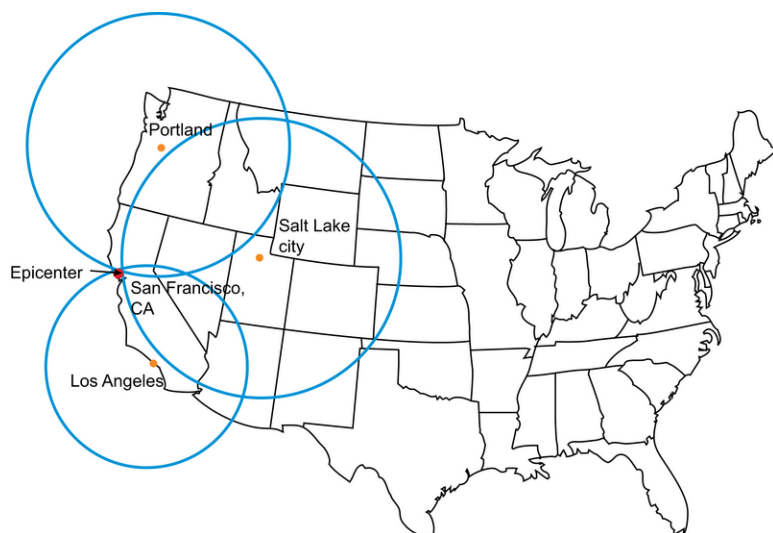 Portland
Salt Lake
city
Epicenter
San Francisco,
CA
Los Angeles